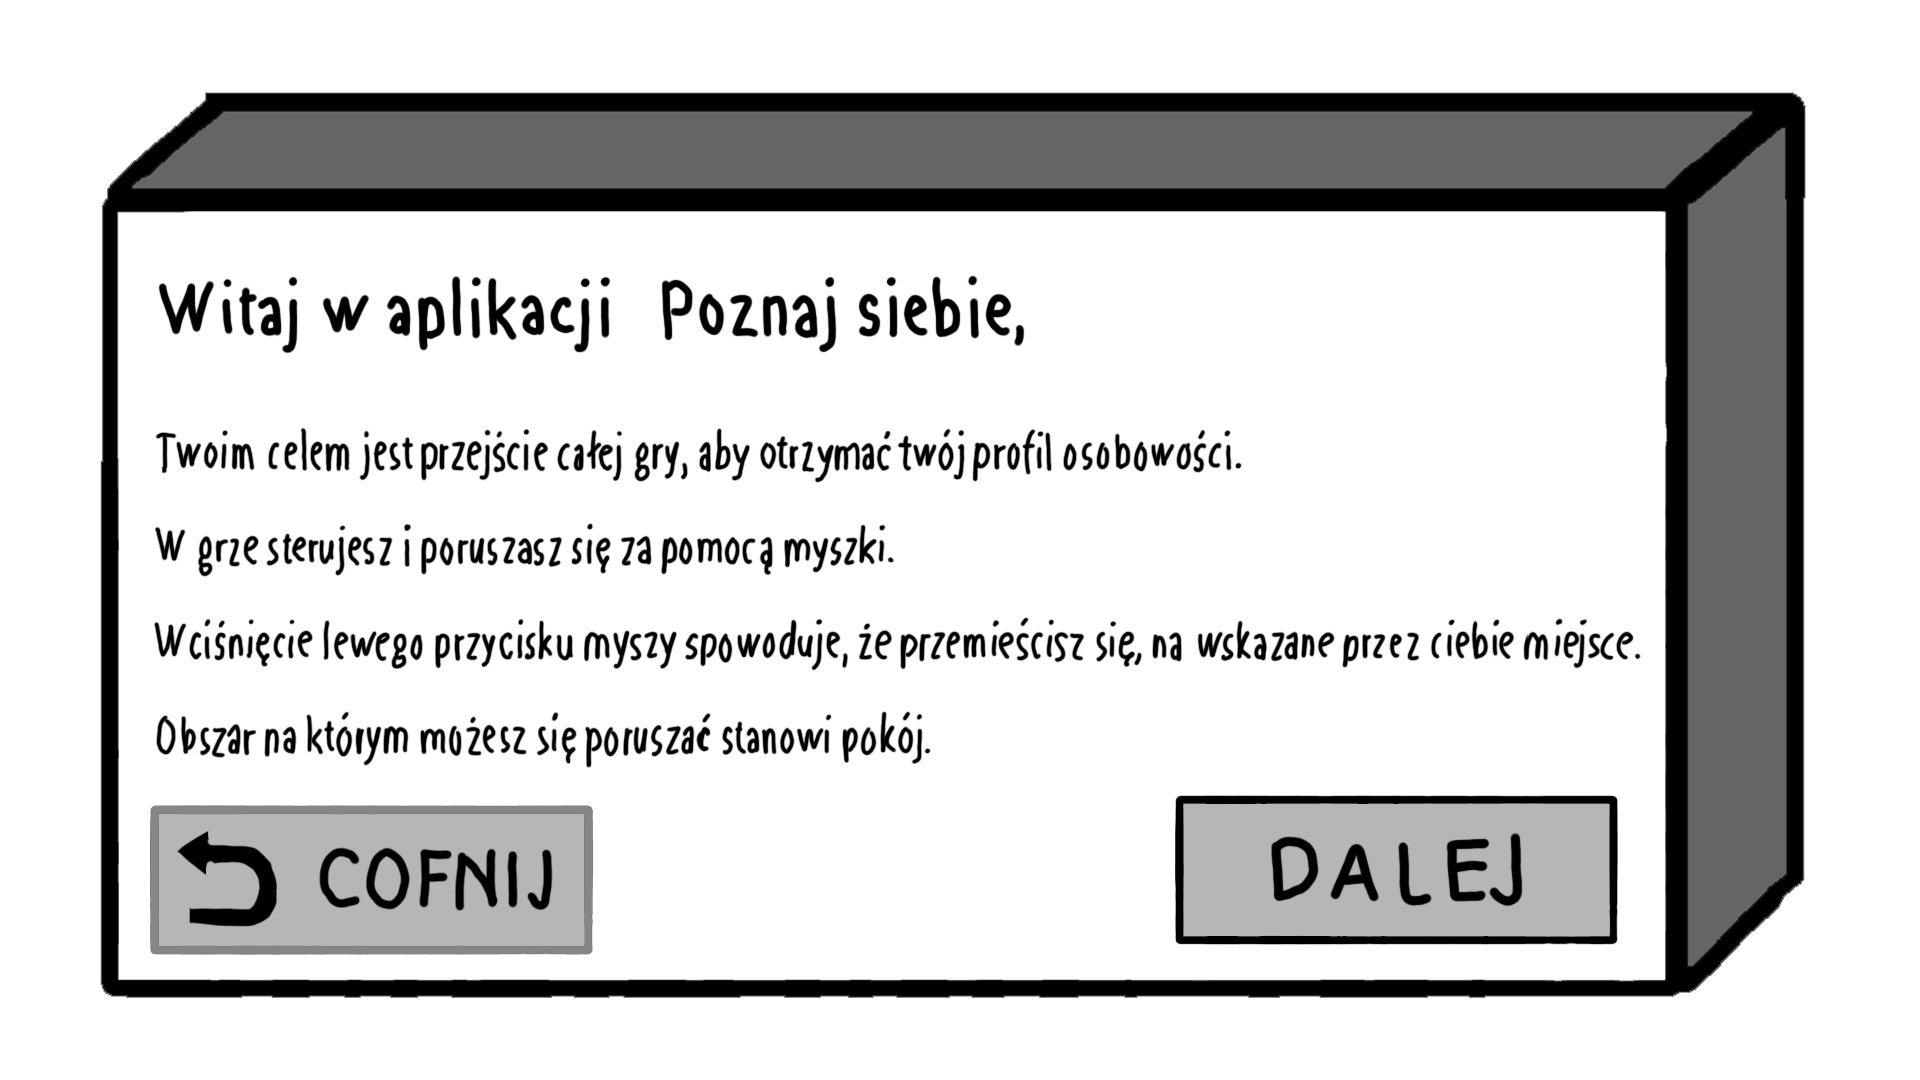 Witaj w aplikacji Poznaj siebie,
Twoim celem jest przejście całej gry, aby otrzymać twój profil osobowości.
W grze sterujesz i poruszasz się za pomocą myszki.
Wciśnięcie lewego przycisku myszy spowoduje, że przemieścisz się, na wskazane przez ciebie miejsce.
Obszar na którym możesz się poruszać stanowi pokój.
COFNIJ
DALEJ